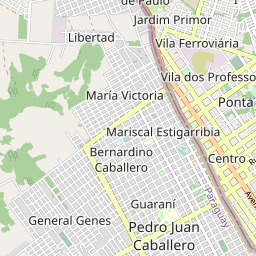 de Paulo
Jardim Primor
Libertad
Vila Ferroviária
Vila dos Professo
María Victoria
Ponta
Mariscal Estigarribia
Bernardino
Caballero
Centro
Paraguay
Guaraní
General Genes
Pedro Juan
Caballero